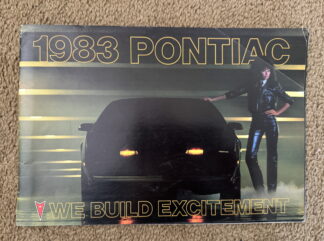 1983 PONTIAC
WE BUILD EXCITEMENT